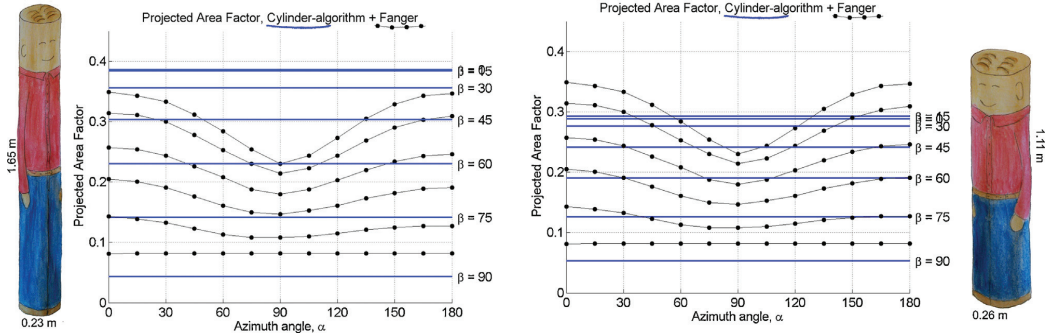 Projected Area Factor, Cylinder-algorithm + Fanger
Projected Area Factor
0.4
0.3
0.2
0.1
0
β = 15
β = 30
β = 45
β = 60
β = 75
β = 90
0 30 60 90 120 150 180
Azimuth angle, α
1.65 m
0.23 m
Projected Area Factor, Cylinder-algorithm + Fanger
Projected Area Factor
0.4
0.3
0.2
0.1
0
β = 15
β = 30
β = 45
β = 60
β = 75
β = 90
0 30 60 90 120 150 180
Azimuth angle, α
1.11 m
0.26 m